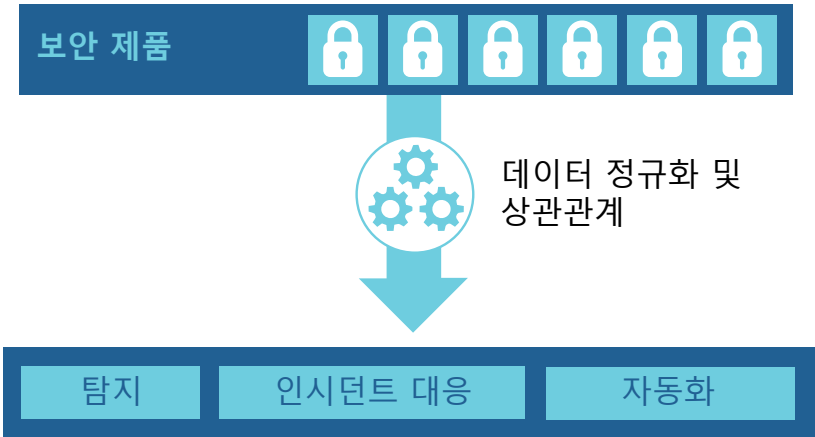 보안 제품
데이터 정규화 및
상관관계
탐지
인시던트 대응
자동화